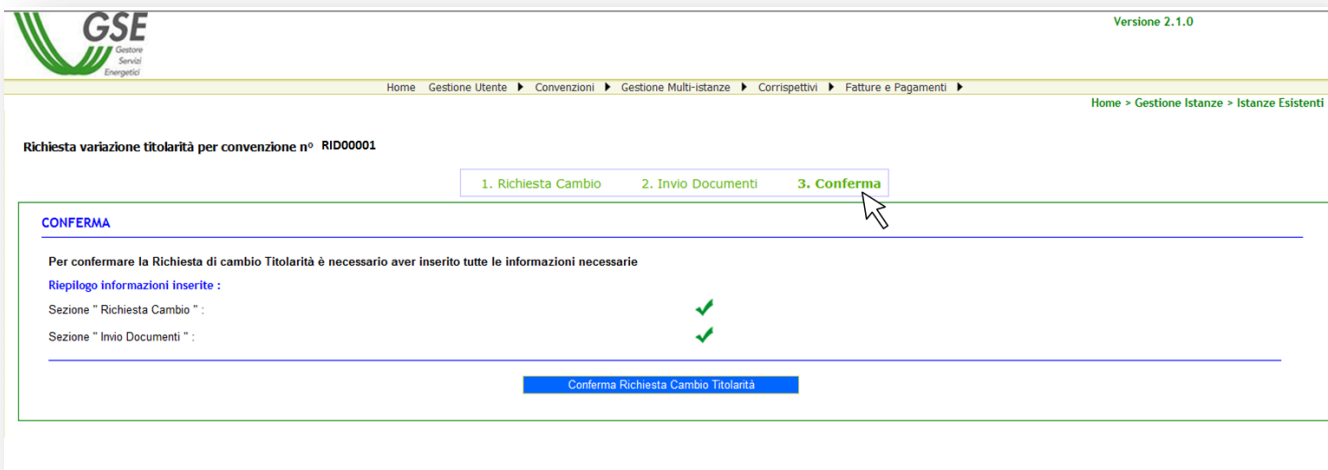 GSE
Gestore
Servizi
Energetici
Versione 2.1.0
Home Gestione Utente Convenzioni Gestione Multi-istanze Corrispettivi Fatture e Pagamenti
Home > Gestione Istanze > Istanze Esistenti
Richiesta variazione titolarità per convenzione nº RID00001
1. Richiesta Cambio 2. Invio Documenti 3. Conferma
CONFERMA
Per confermare la Richiesta di cambio Titolarità è necessario aver inserito tutte le informazioni necessarie
Riepilogo informazioni inserite :
Sezione " Richiesta Cambio " :
Sezione " Invio Documenti " :
Conferma Richiesta Cambio Titolarità